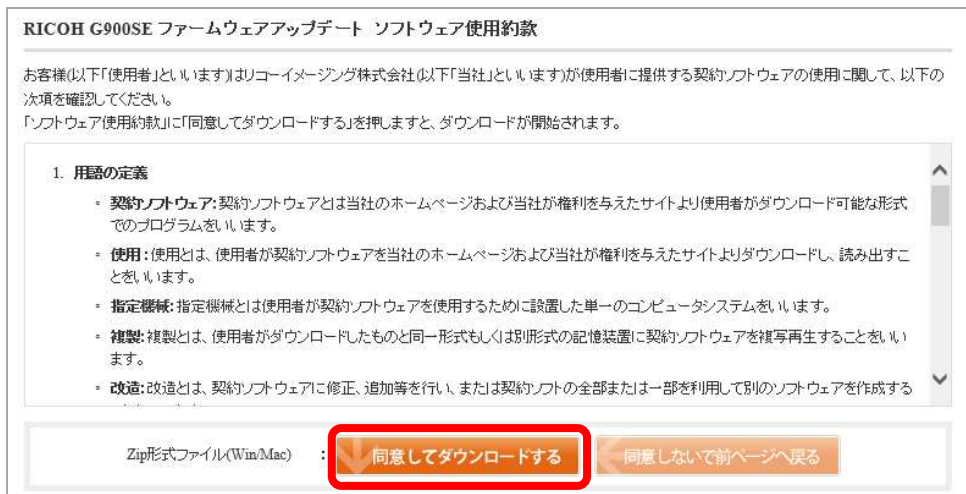 RICOH G900SE ファームウェアアップデート ソフトウェア使用約款
お客様(以下「使用者」といいます)はリコーイメージング株式会社(以下「当社」といいます)が使用者に提供する契約ソフトウェアの使用に関して、以下の
次項を確認してください。
「ソフトウェア使用約款」に「同意してダウンロードする」を押しますと、ダウンロードが開始されます。
1. 用語の定義
◦ 契約ソフトウェア:契約ソフトウェアとは当社のホームページおよび当社が権利を与えたサイトより使用者がダウンロード可能な形式
でのプログラムをいいます。
◦ 使用:使用とは、使用者が契約ソフトウェアを当社のホームページおよび当社が権利を与えたサイトよりダウンロードし、読み出すこ
とをいいます。
◦ 指定機械:指定機械とは使用者が契約ソフトウェアを使用するために設置した単一のコンピュータシステムをいいます。
◦ 複製:複製とは、使用者がダウンロードしたものと同一形式もしくは別形式の記憶装置に契約ソフトウェアを複写再生することをいい
ます。
◦ 改造:改造とは、契約ソフトウェアに修正、追加等を行い、または契約ソフトの全部または一部を利用して別のソフトウェアを作成する
Zip形式ファイル(Win/Mac) : 同意してダウンロードする 同意しないで前ページへ戻る